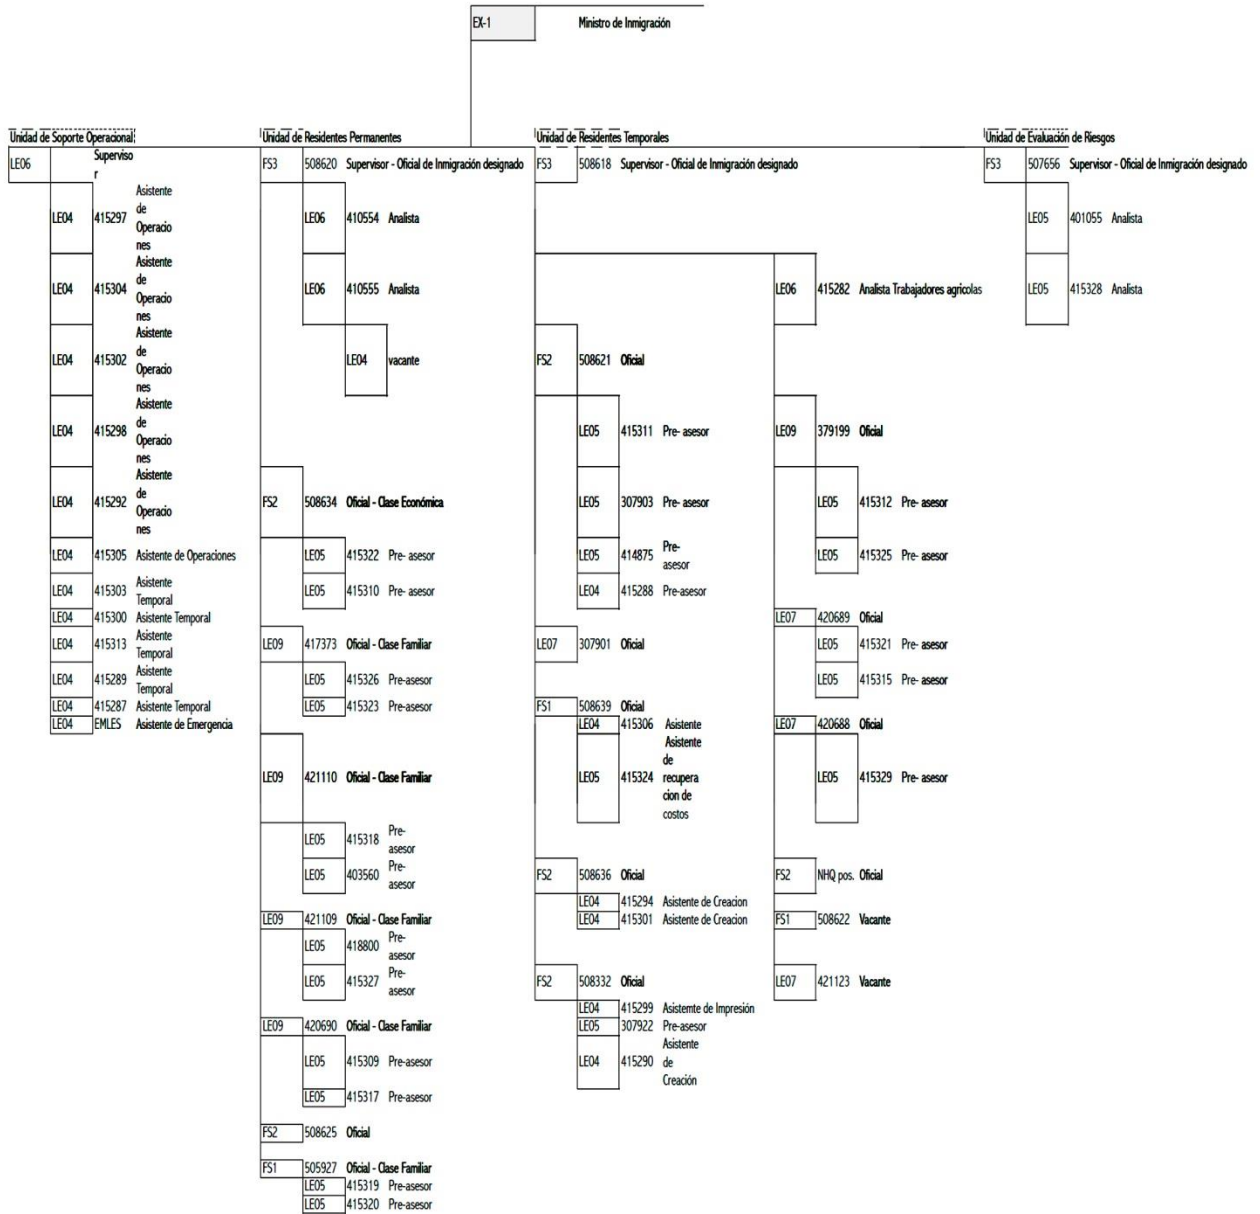 EX-1 Ministro de Inmigración
Unidad de Soporte Operacional
LE06 Superviso
r
LE04 415297 Asistente
de
Operacio
nes
LE04 415304 Asistente
de
Operacio
nes
LE04 415302 Asistente
de
Operacio
nes
LE04 415298 Asistente
de
Operacio
nes
LE04 415292 Asistente
de
Operacio
nes
LE04 415305 Asistente de Operaciones
LE04 415303 Asistente
Temporal
LE04 415300 Asistente Temporal
LE04 415313 Asistente
Temporal
LE04 415289 Asistente
Temporal
LE04 415287 Asistente Temporal
LE04 EMLES Asistente de Emergencia
Unidad de Residentes Permanentes
FS3 508620 Supervisor - Oficial de Inmigración designado
LE06 410554 Analista
LE06 410555 Analista
LE04 vacante
FS2 508634 Oficial - Clase Económica
LE05 415322 Pre- asesor
LE05 415310 Pre- asesor
LE09 417373 Oficial - Clase Familiar
LE05 415326 Pre-asesor
LE05 415323 Pre-asesor
LE09 421110 Oficial - Clase Familiar
LE05 415318 Pre-
asesor
LE05 403560 Pre-
asesor
LE09 421109 Oficial - Clase Familiar
LE05 418800 Pre-
asesor
LE05 415327 Pre-
asesor
LE09 420690 Oficial - Clase Familiar
LE05 415309 Pre-asesor
LE05 415317 Pre-asesor
FS2 508625 Oficial
FS1 505927 Oficial - Clase Familiar
LE05 415319 Pre-asesor
LE05 415320 Pre-asesor
Unidad de Residentes Temporales
FS3 508618 Supervisor - Oficial de Inmigración designado
FS2 508621 Oficial
LE05 415311 Pre- asesor
LE05 307903 Pre- asesor
LE05 414875 Pre-
asesor
LE04 415288 Pre-asesor
LE07 307901 Oficial
FS1 508639 Oficial
LE04 415306 Asistente
LE05 415324 Asistente
de
recupera
cion de
costos
FS2 508636 Oficial
LE04 415294 Asistente de Creacion
LE04 415301 Asistente de Creacion
FS2 508332 Oficial
LE04 415299 Asistemte de Impresión
LE05 307922 Pre-asesor
LE04 415290 Asistente
de
Creación
LE06 415282 Analista Trabajadores agricolas
LE09 379199 Oficial
LE05 415312 Pre- asesor
LE05 415325 Pre- asesor
LE07 420689 Oficial
LE05 415321 Pre- asesor
LE05 415315 Pre- asesor
LE07 420688 Oficial
LE05 415329 Pre- asesor
FS2 NHQ pos. Oficial
FS1 508622 Vacante
LE07 421123 Vacante
Unidad de Evaluación de Riesgos
FS3 507656 Supervisor - Oficial de Inmigración designado
LE05 401055 Analista
LE05 415328 Analista